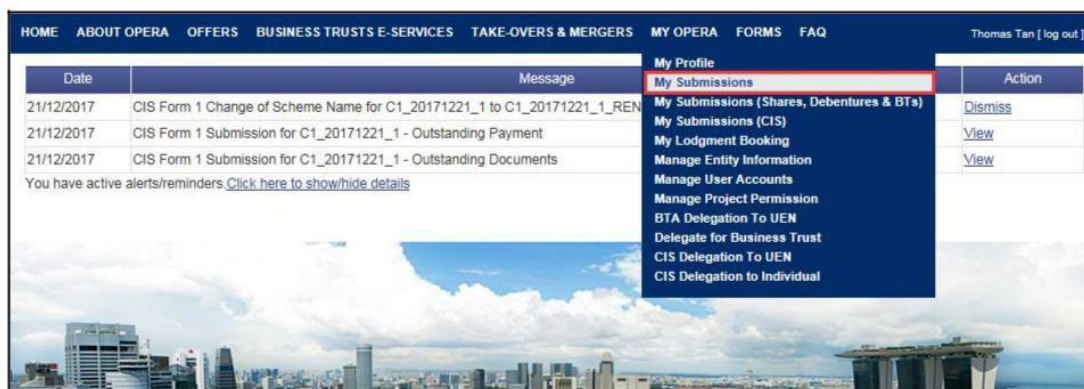 HOME ABOUT OPERA OFFERS BUSINESS TRUSTS E-SERVICES TAKE-OVERS & MERGERS MY OPERA FORMS FAQ Thomas Tan [ log out ]
Date Message Action
21/12/2017 CIS Form 1 Change of Scheme Name for C1_20171221_1 to C1_20171221_1_REN Dismiss
21/12/2017 CIS Form 1 Submission for C1_20171221_1 - Outstanding Payment View
21/12/2017 CIS Form 1 Submission for C1_20171221_1 - Outstanding Documents View
You have active alerts/reminders. Click here to show/hide details
My Profile
My Submissions
My Submissions (Shares, Debentures & BTs)
My Submissions (CIS)
My Lodgment Booking
Manage Entity Information
Manage User Accounts
Manage Project Permission
BTA Delegation To UEN
Delegate for Business Trust
CIS Delegation To UEN
CIS Delegation to Individual